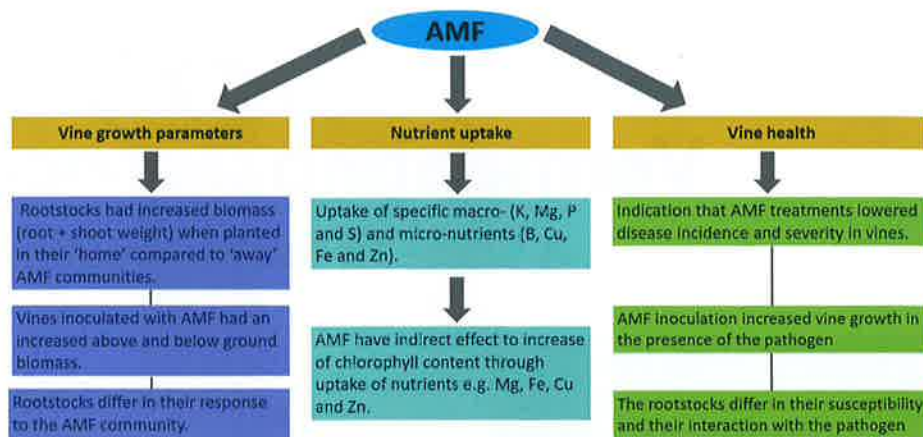 AMF
Vine growth parameters
Rootstocks had increased biomass
(root + shoot weight) when planted
in their 'home' compared to 'away'
AMF communities.
Vines inoculated with AMF had an
increased above and below ground
biomass.
Rootstocks differ in their response
to the AMF community.
Nutrient uptake
Uptake of specific macro- (K, Mg, P
and S) and micro-nutrients (B, Cu,
Fe and Zn).
AMF have indirect effect to increase
of chlorophyll content through
uptake of nutrients e.g. Mg, Fe, Cu
and Zn.
Vine health
Indication that AMF treatments lowered
disease incidence and severity in vines.
AMF inoculation increased vine growth in
the presence of the pathogen
The rootstocks differ in their susceptibility
and their interaction with the pathogen